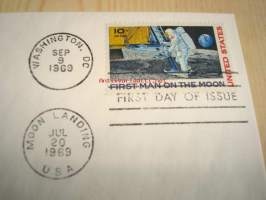 WASHINGTON, DC
SEP
9
1969
10¢
UNITED STATES
FIRST MAN ON THE MOON
FIRST DAY OF ISSUE
MOON LANDING
JUL
20
1969
USA